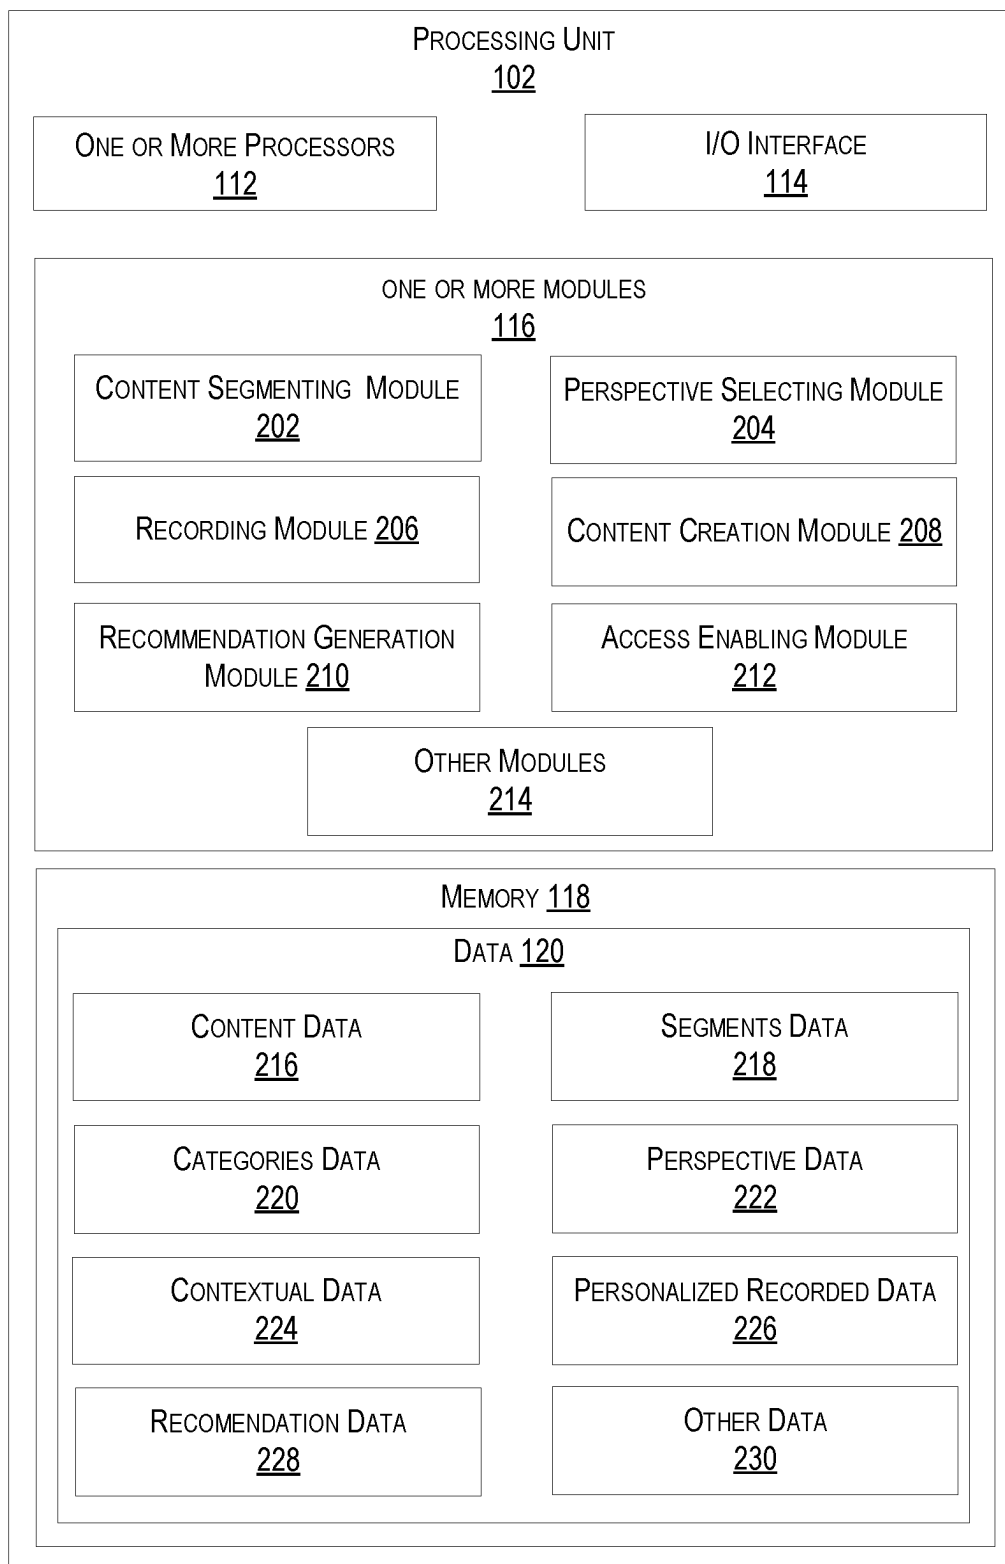 PROCESSING UNIT
102
ONE OR MORE PROCESSORS
112
I/O INTERFACE
114
ONE OR MORE MODULES
116
CONTENT SEGMENTING MODULE
202
PERSPECTIVE SELECTING MODULE
204
RECORDING MODULE 206
CONTENT CREATION MODULE 208
RECOMMENDATION GENERATION
MODULE 210
ACCESS ENABLING MODULE
212
OTHER MODULES
214
MEMORY 118
DATA 120
CONTENT DATA
216
SEGMENTS DATA
218
CATEGORIES DATA
220
PERSPECTIVE DATA
222
CONTEXTUAL DATA
224
PERSONALIZED RECORDED DATA
226
RECOMENDATION DATA
228
OTHER DATA
230